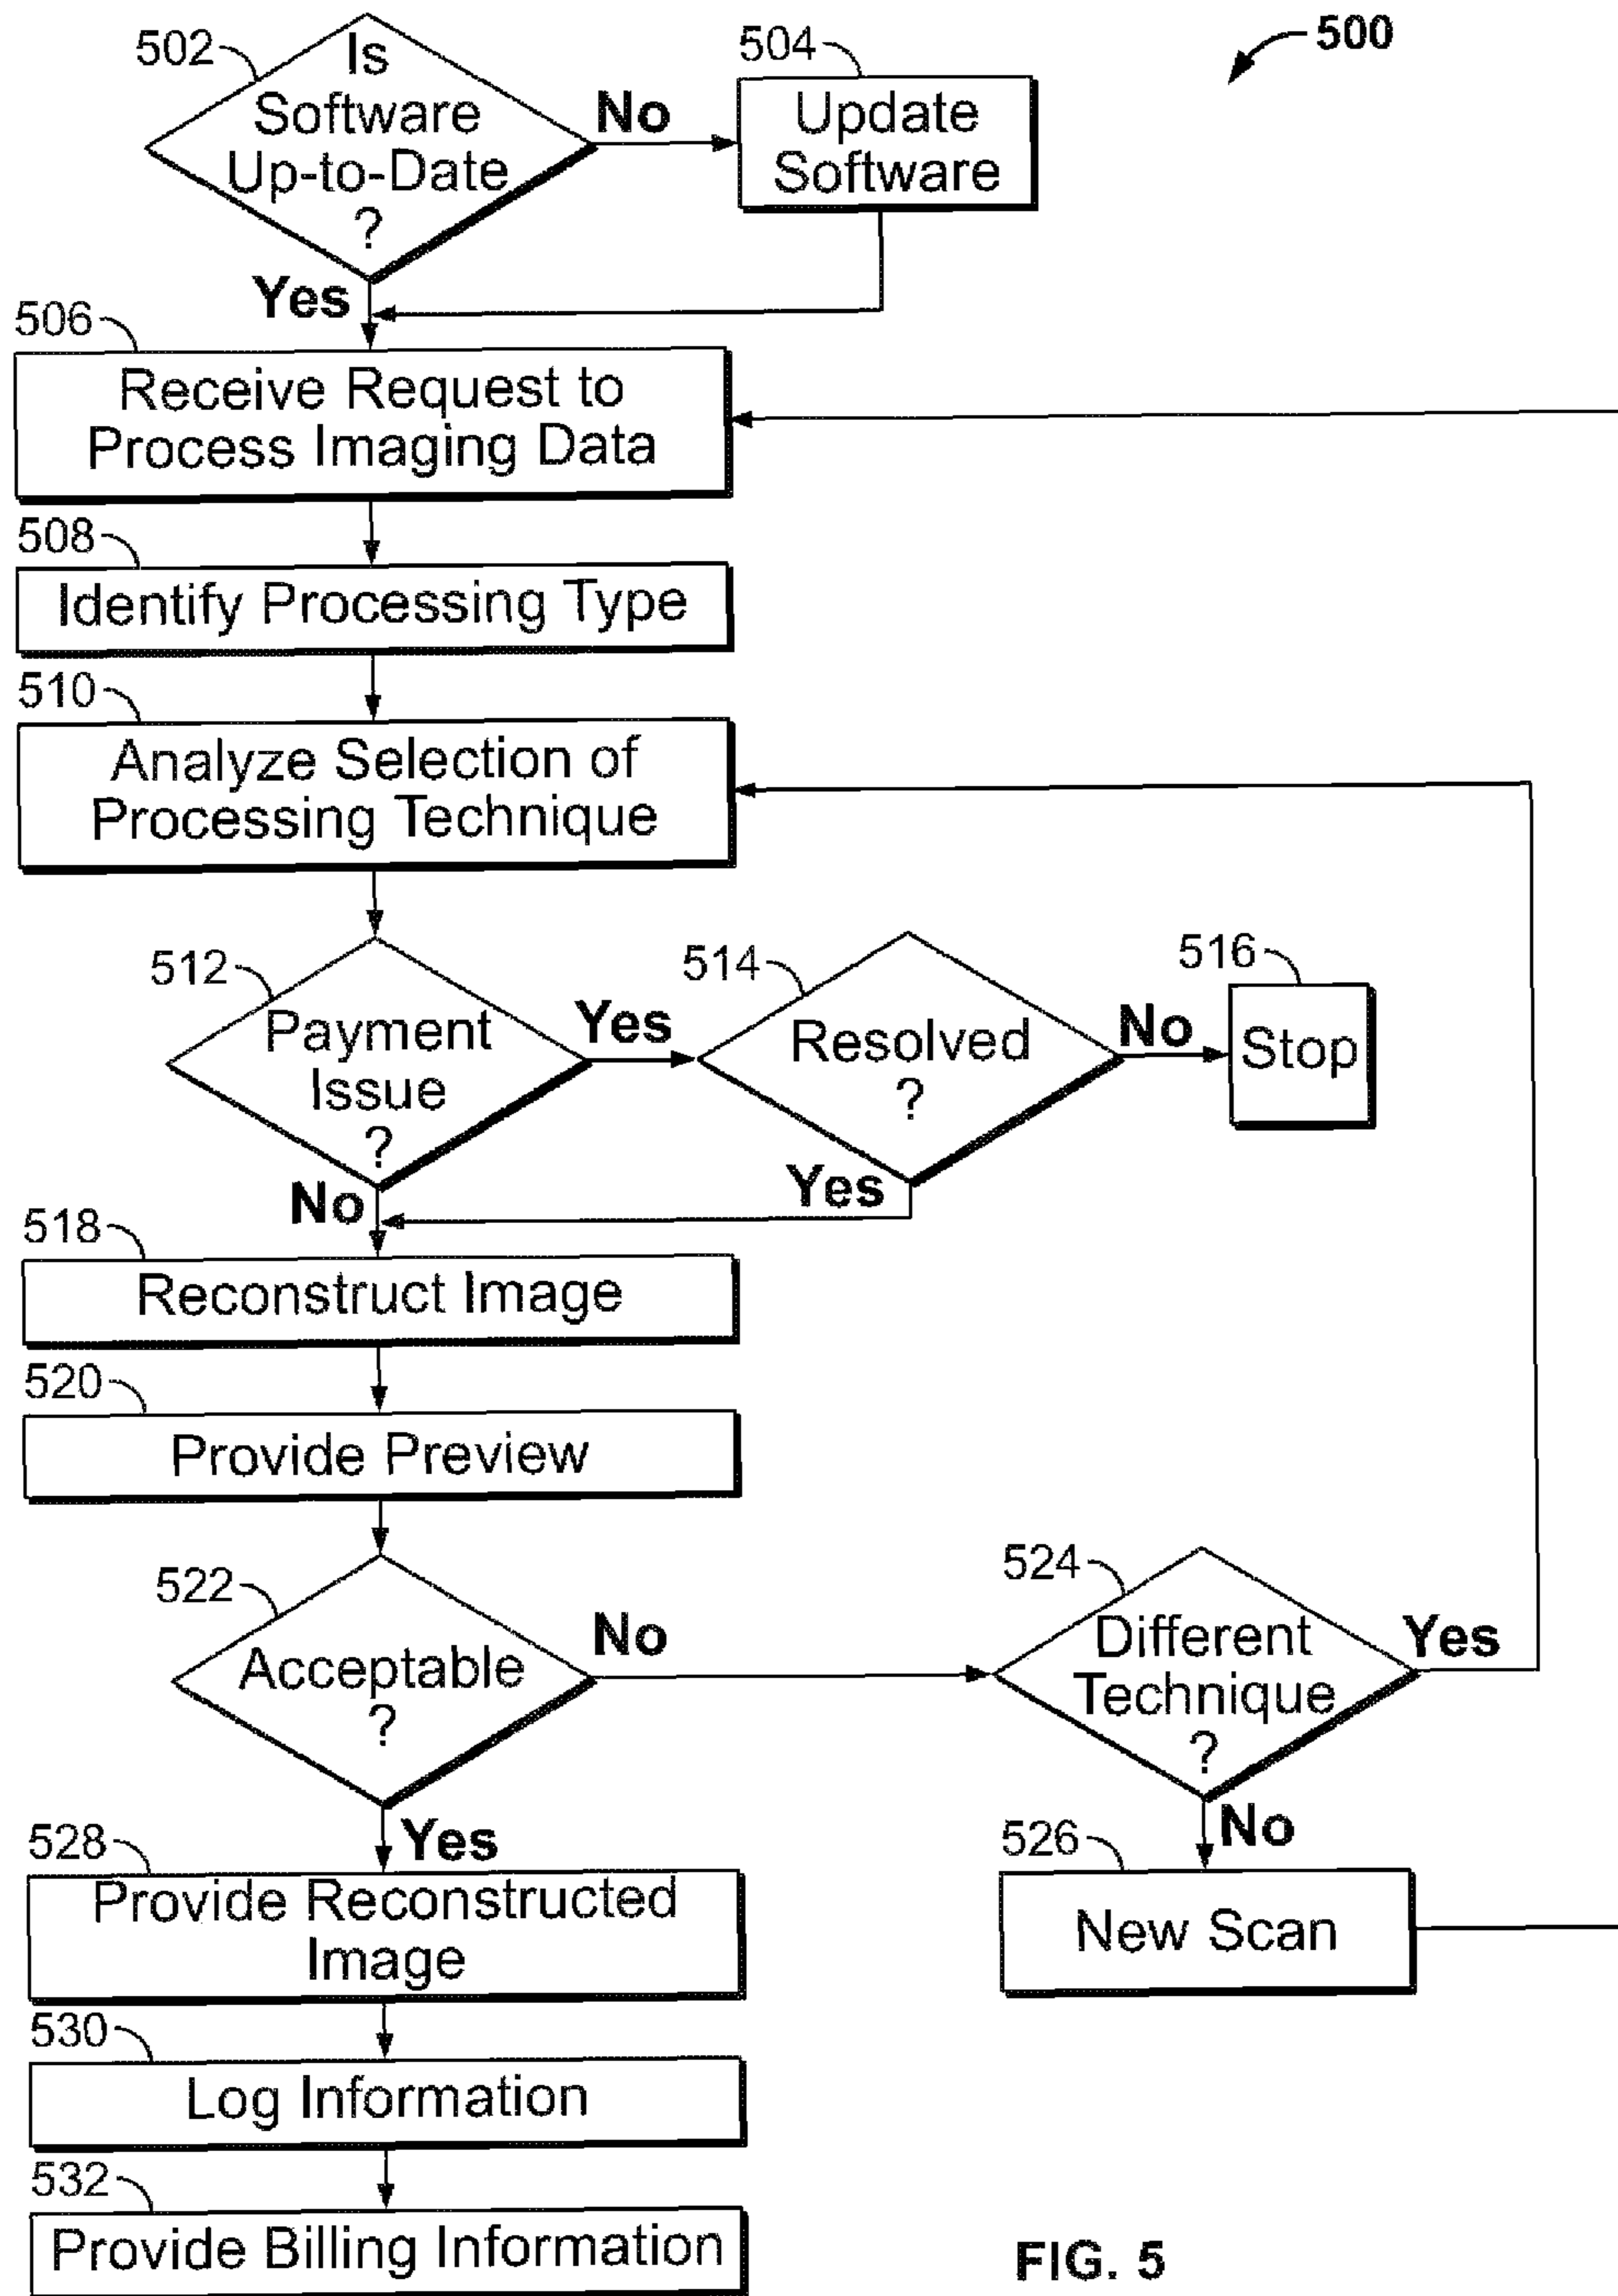 500
502
Is
Software
Up-to-Date
?
No
504
Update
Software
Yes
506
Receive Request to
Process Imaging Data
508
Identify Processing Type
510
Analyze Selection of
Processing Technique
512
Payment
Issue
?
Yes
514
Resolved
?
No
516
Stop
No
Yes
518
Reconstruct Image
520
Provide Preview
522
Acceptable
?
No
524
Different
Technique
?
Yes
Yes
No
528
Provide Reconstructed
Image
526
New Scan
530
Log Information
532
Provide Billing Information
FIG. 5